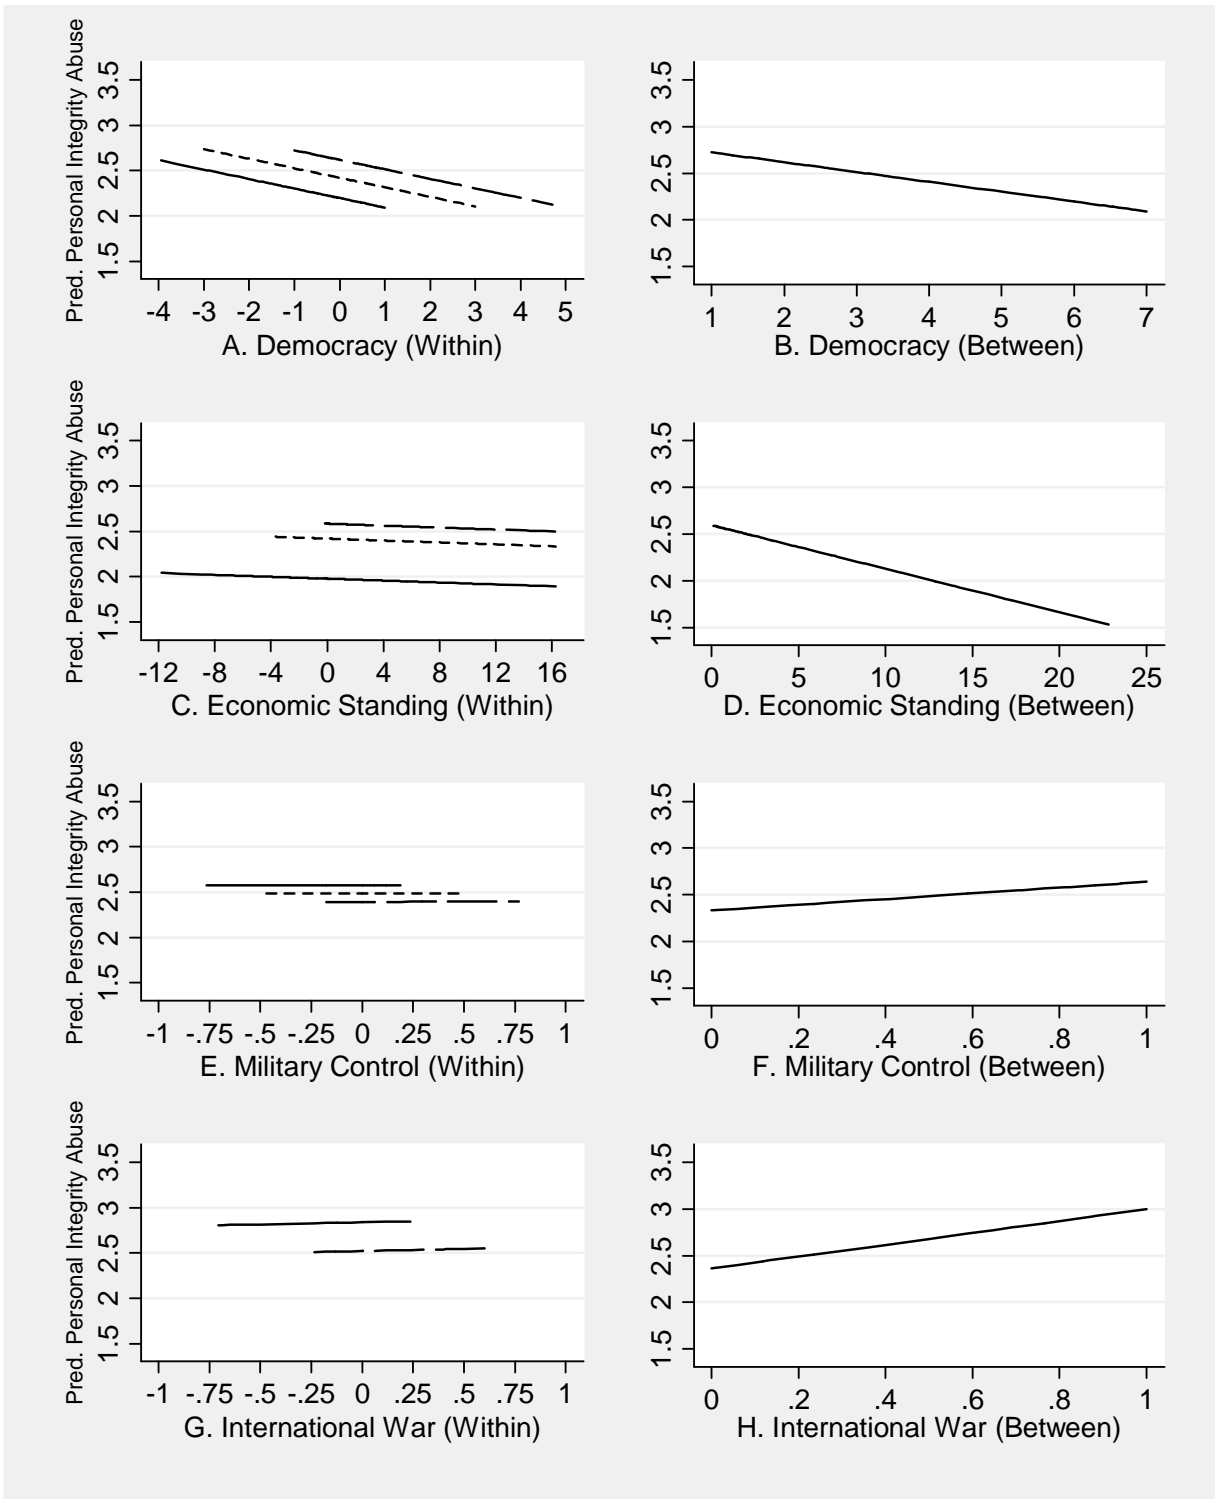 Pred. Personal Integrity Abuse
3.5
3
2.5
2
1.5
-4 -3 -2 -1 0 1 2 3 4 5
A. Democracy (Within)
3.5
3
2.5
2
1.5
1 2 3 4 5 6 7
B. Democracy (Between)
Pred. Personal Integrity Abuse
3.5
3
2.5
2
1.5
-12 -8 -4 0 4 8 12 16
C. Economic Standing (Within)
3.5
3
2.5
2
1.5
0 5 10 15 20 25
D. Economic Standing (Between)
Pred. Personal Integrity Abuse
3.5
3
2.5
2
1.5
-1 -.75 -.5 -.25 0 .25 .5 .75 1
E. Military Control (Within)
3.5
3
2.5
2
1.5
0 .2 .4 .6 .8 1
F. Military Control (Between)
Pred. Personal Integrity Abuse
3.5
3
2.5
2
1.5
-1 -.75 -.5 -.25 0 .25 .5 .75 1
G. International War (Within)
3.5
3
2.5
2
1.5
0 .2 .4 .6 .8 1
H. International War (Between)